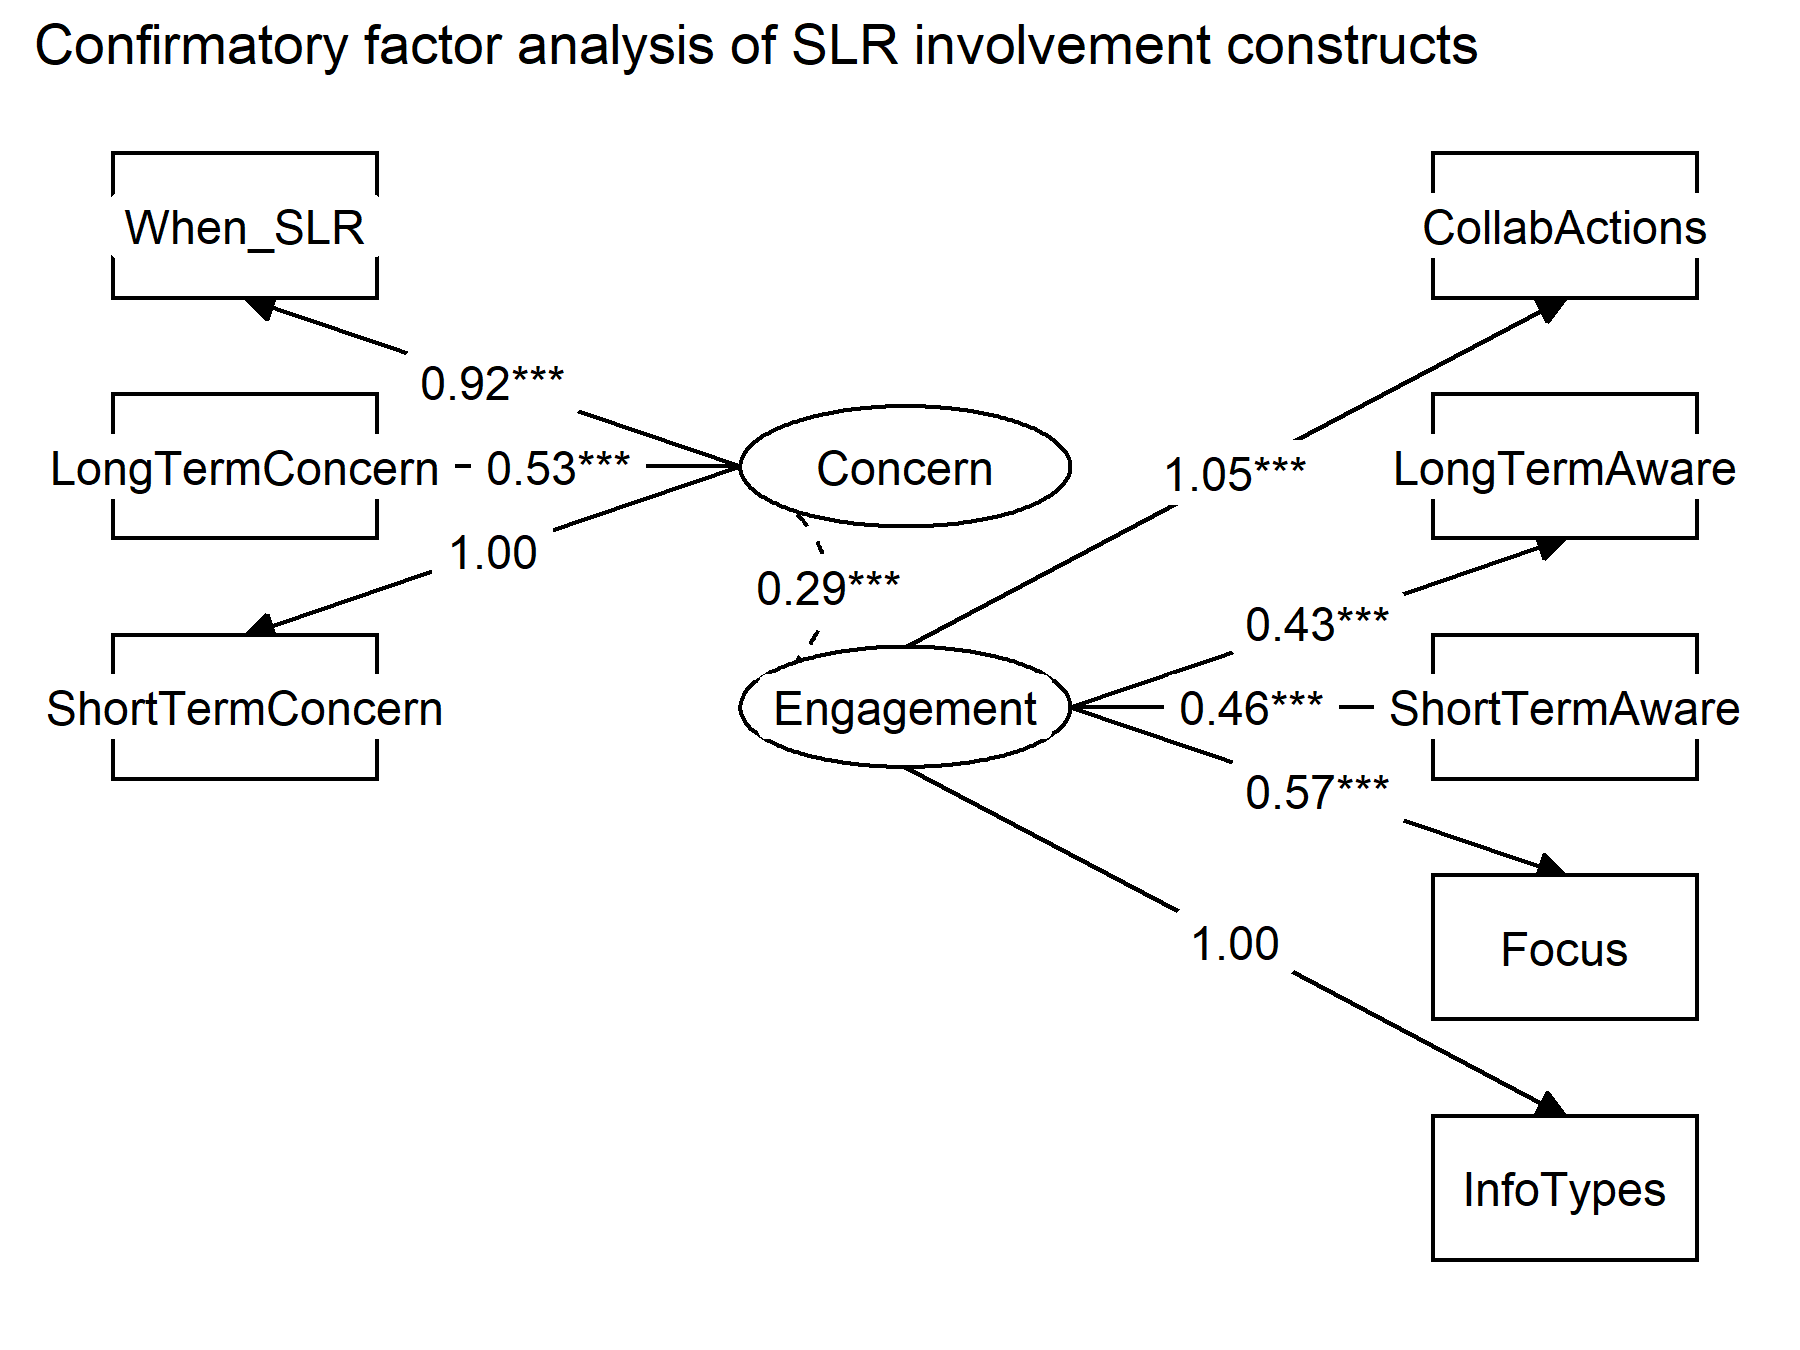 Confirmatory factor analysis of SLR involvement constructs
When_SLR
CollabActions
0.92***
LongTermConcern
0.53***
Concern
1.05***
LongTermAware
1.00
0.29***
0.43***
ShortTermConcern
Engagement
0.46***
ShortTermAware
0.57***
1.00
Focus
InfoTypes